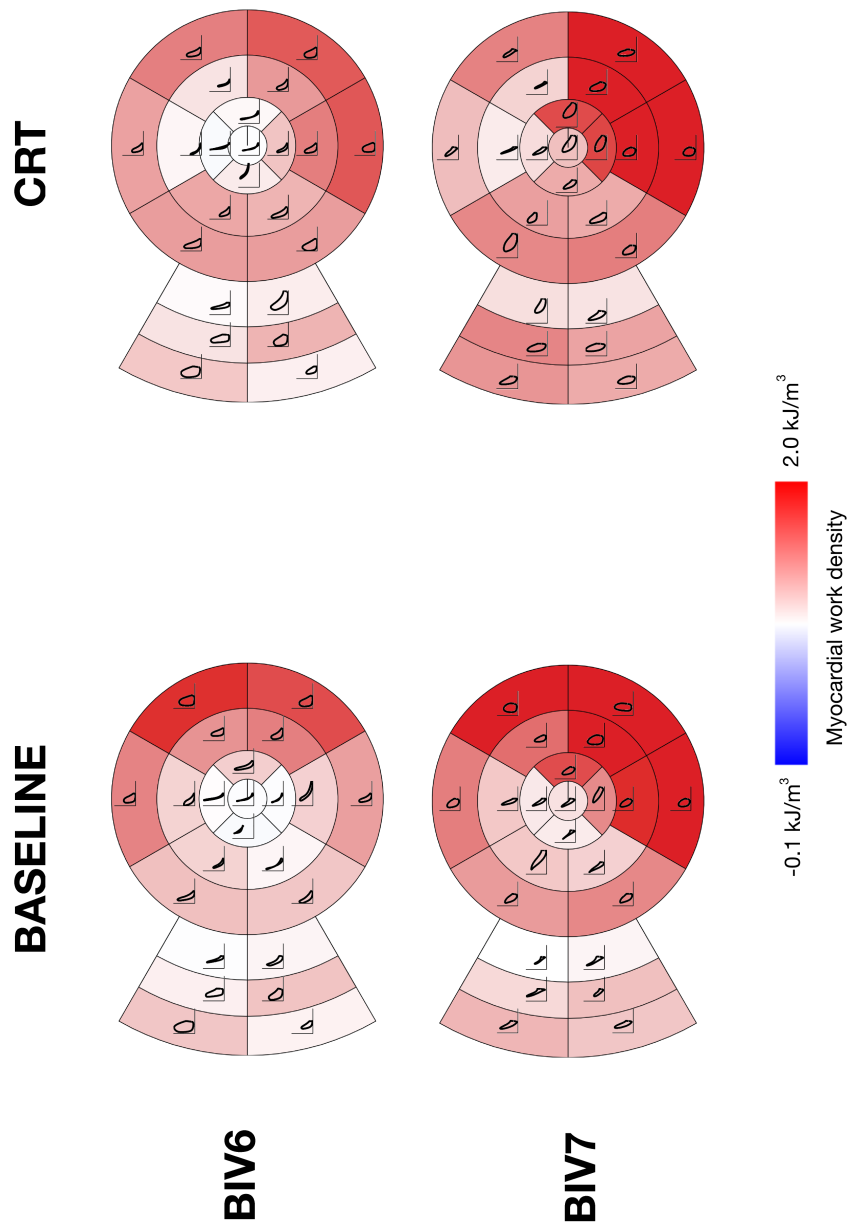 BASELINE
CRT
BIV6
BIV7
-0.1 kJ/m³
2.0 kJ/m³
Myocardial work density